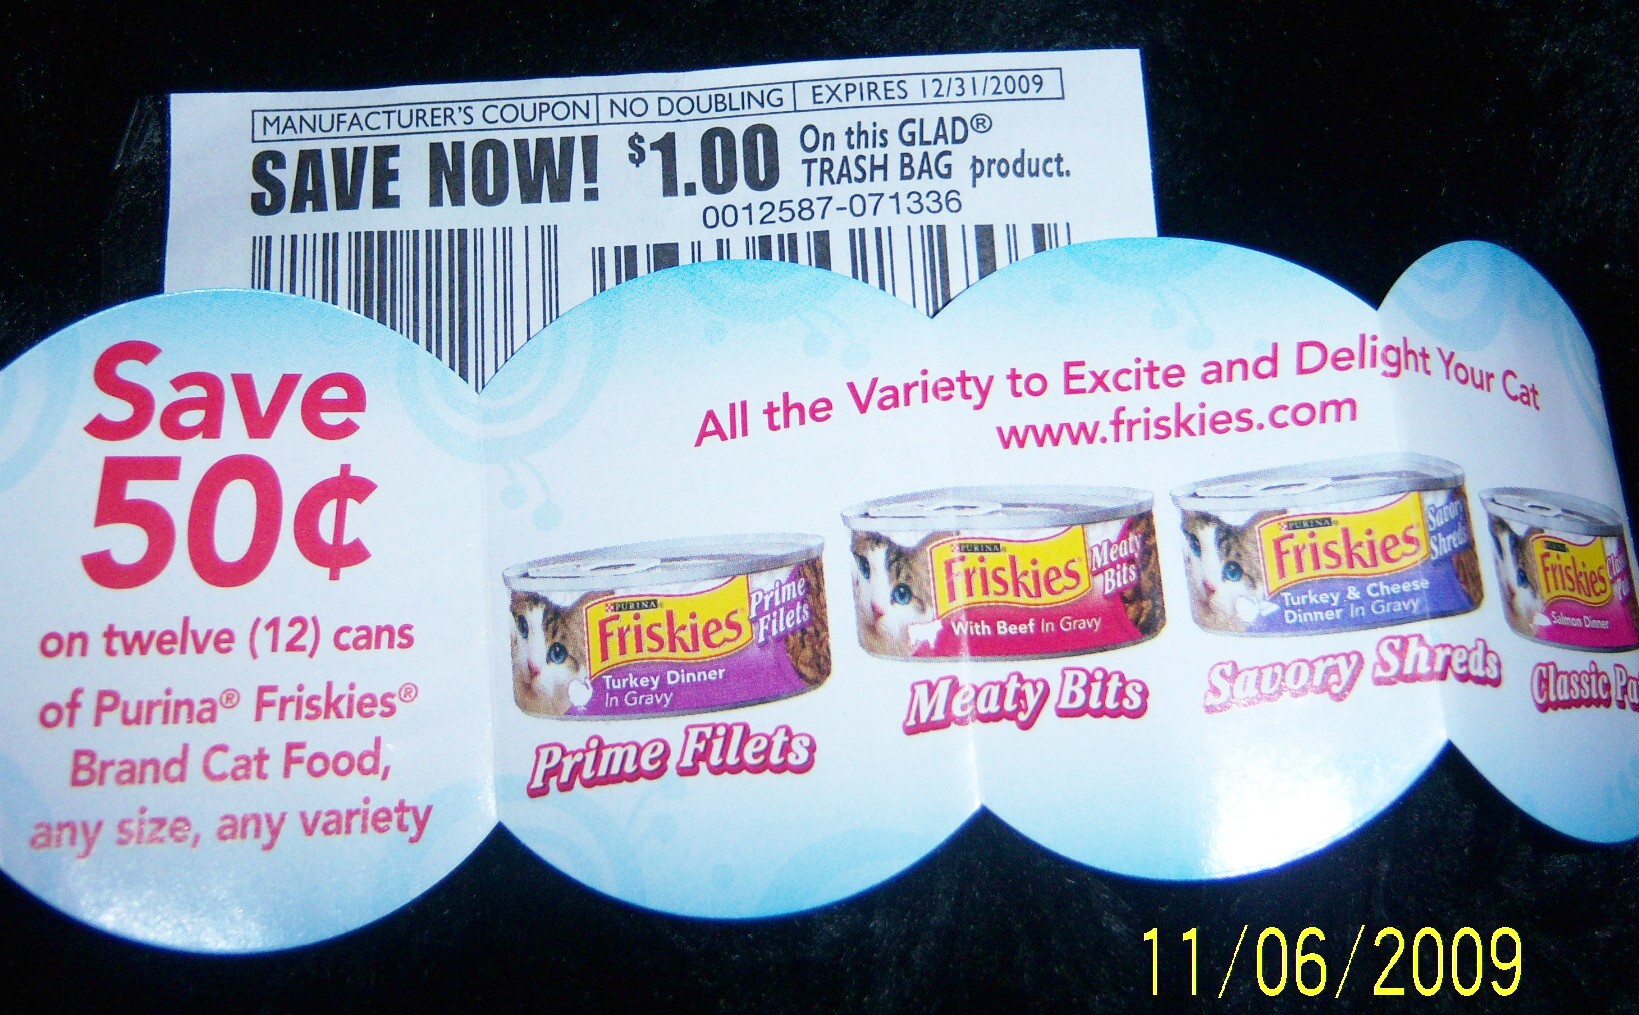 MANUFACTURER'S COUPON NO DOUBLING EXPIRES 12/31/2009
SAVE NOW! $1.00 On this GLAD®
TRASH BAG product.
0012587-071336
Save
50¢
on twelve (12) cans
of Purina® Friskies®
Brand Cat Food,
any size, any variety
All the Variety to Excite and Delight Your Cat
www.friskies.com
PURINA
Friskies
Prime
Filets
Turkey Dinner
In Gravy
Prime Filets
PURINA
Friskies
Meaty
Bits
With Beef In Gravy
Meaty Bits
PURINA
Friskies
Savory
Shreds
Turkey & Cheese
Dinner In Gravy
Savory Shreds
Friskies
Salmon Dinner
Classic Pa
11/06/2009